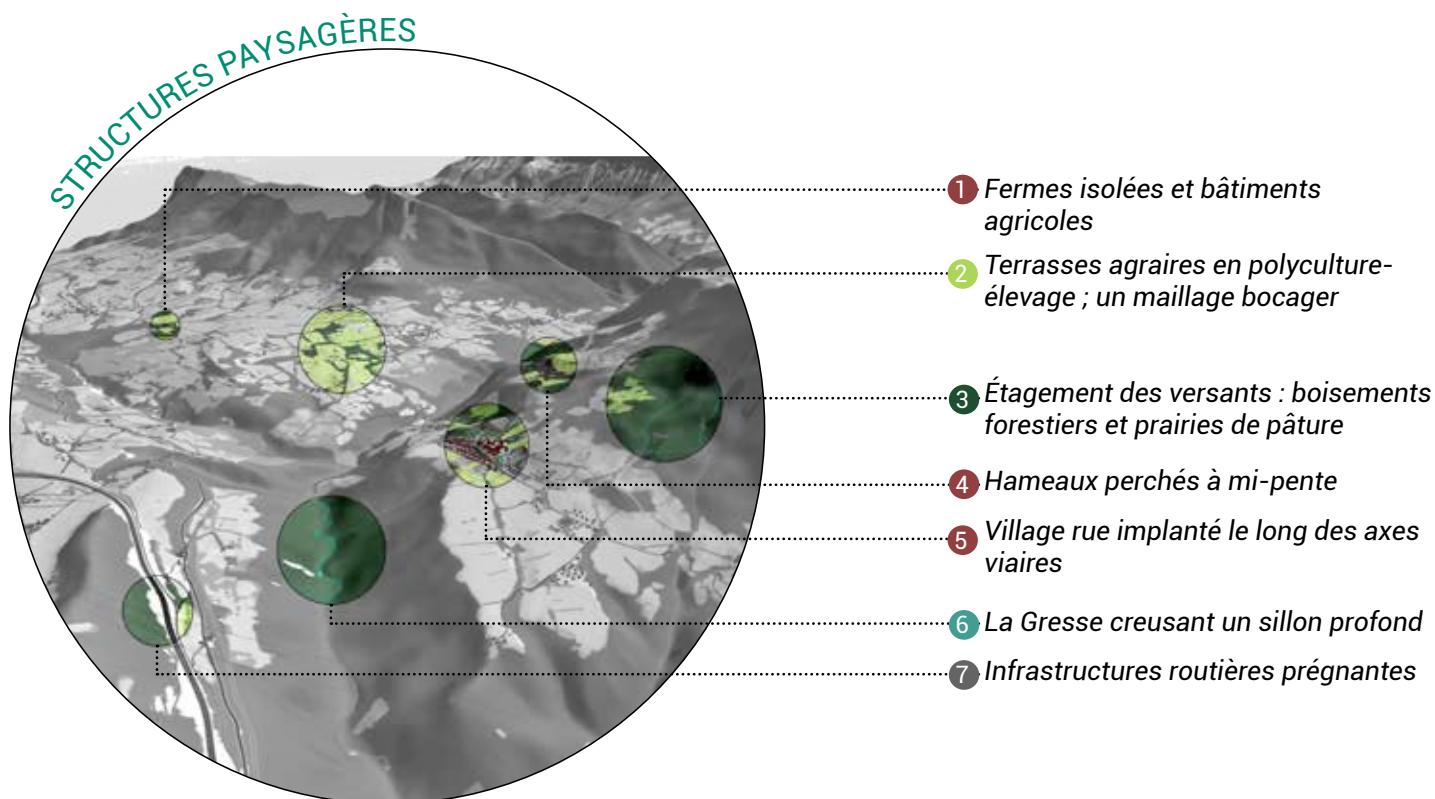 STRUCTURES PAYSAGÈRES
1 Fermes isolées et bâtiments
agricoles
2 Terrasses agraires en polyculture-
élevage ; un maillage bocager
3 Étagement des versants : boisements
forestiers et prairies de pâture
4 Hameaux perchés à mi-pente
5 Village rue implanté le long des axes
viaires
6 La Gresse creusant un sillon profond
7 Infrastructures routières prégnantes